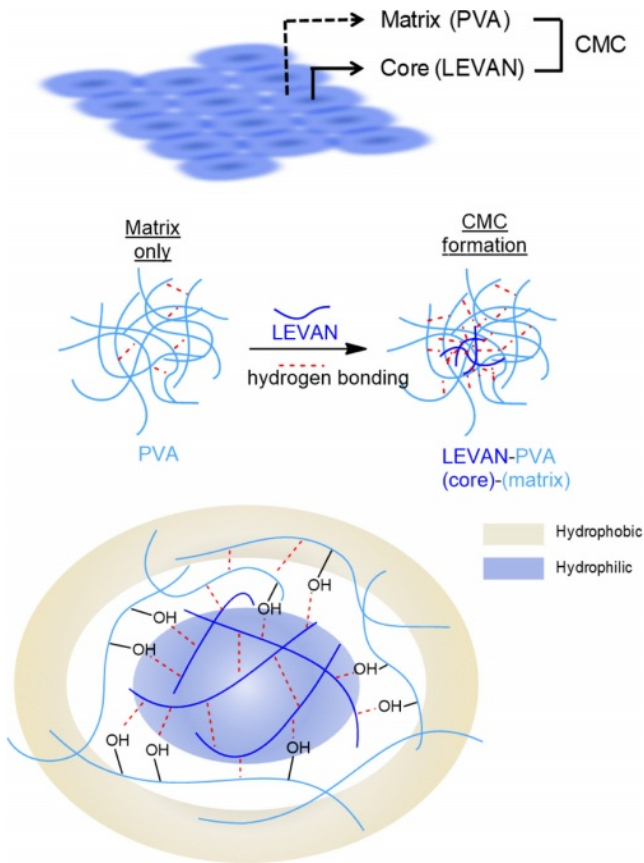 Matrix (PVA)
CMC
Core (LEVAN)
Matrix
only
CMC
formation
LEVAN
hydrogen bonding
PVA
LEVAN-PVA
(core)-(matrix)
Hydrophobic
Hydrophilic
OH
OH
OH
OH
OH
OH
OH
OH
OH
OH